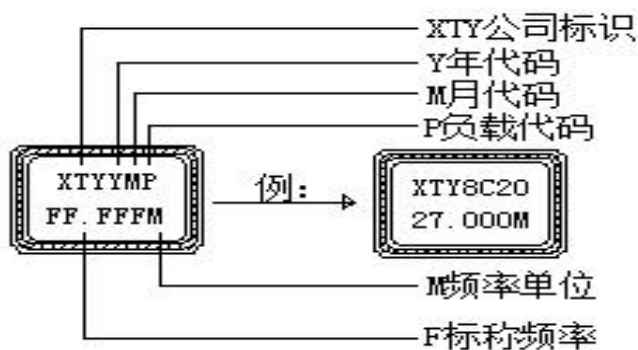 XTY公司标识
Y年代码
M月代码
P负载代码
XTYYMP
FF.FFFM
例：
XTY8C20
27.000M
M频率单位
F标称频率